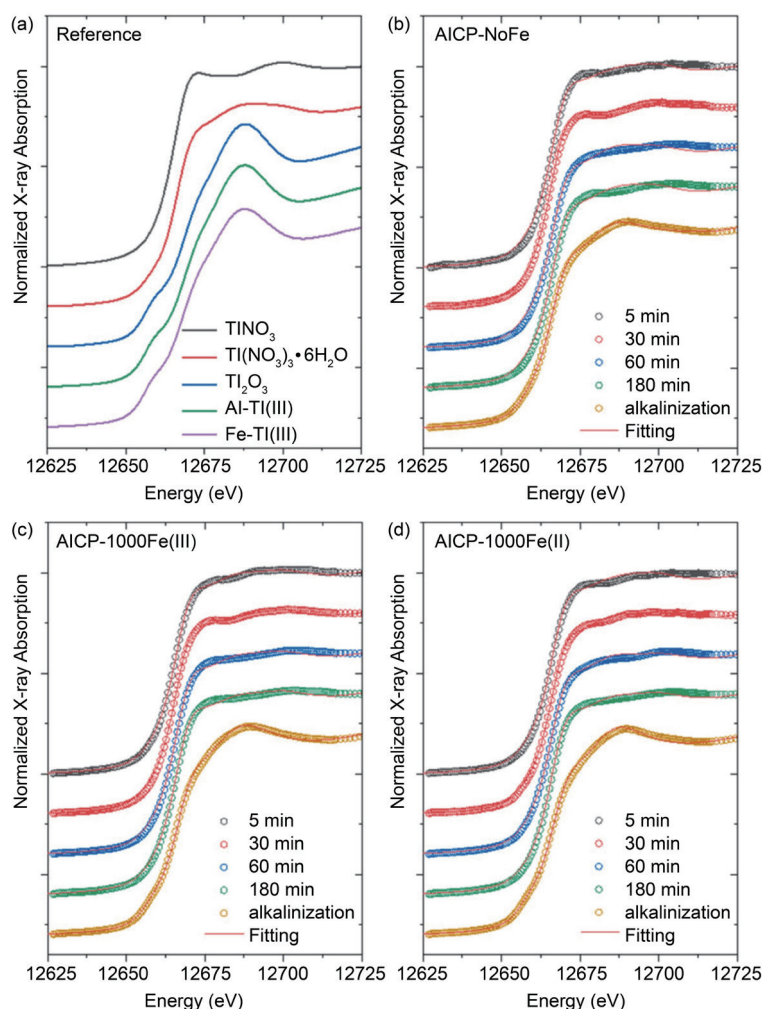 (a) Reference
Normalized X-ray Absorption
TlNO₃
Tl(NO₃)₃•6H₂O
Tl₂O₃
Al-Tl(III)
Fe-Tl(III)
12625 12650 12675 12700 12725
Energy (eV)
(b) AICP-NoFe
Normalized X-ray Absorption
5 min
30 min
60 min
180 min
alkalinization
Fitting
12625 12650 12675 12700 12725
Energy (eV)
(c) AICP-1000Fe(III)
Normalized X-ray Absorption
5 min
30 min
60 min
180 min
alkalinization
Fitting
12625 12650 12675 12700 12725
Energy (eV)
(d) AICP-1000Fe(II)
Normalized X-ray Absorption
5 min
30 min
60 min
180 min
alkalinization
Fitting
12625 12650 12675 12700 12725
Energy (eV)